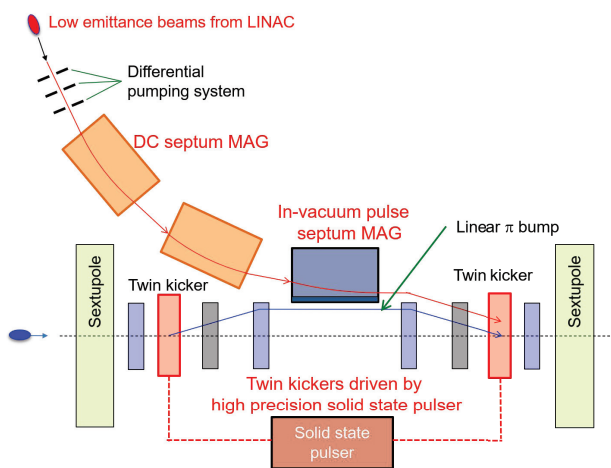 Low emittance beams from LINAC
Differential
pumping system
DC septum MAG
In-vacuum pulse
septum MAG
Linear π bump
Sextupole
Twin kicker
Twin kicker
Sextupole
Twin kickers driven by
high precision solid state pulser
Solid state
pulser